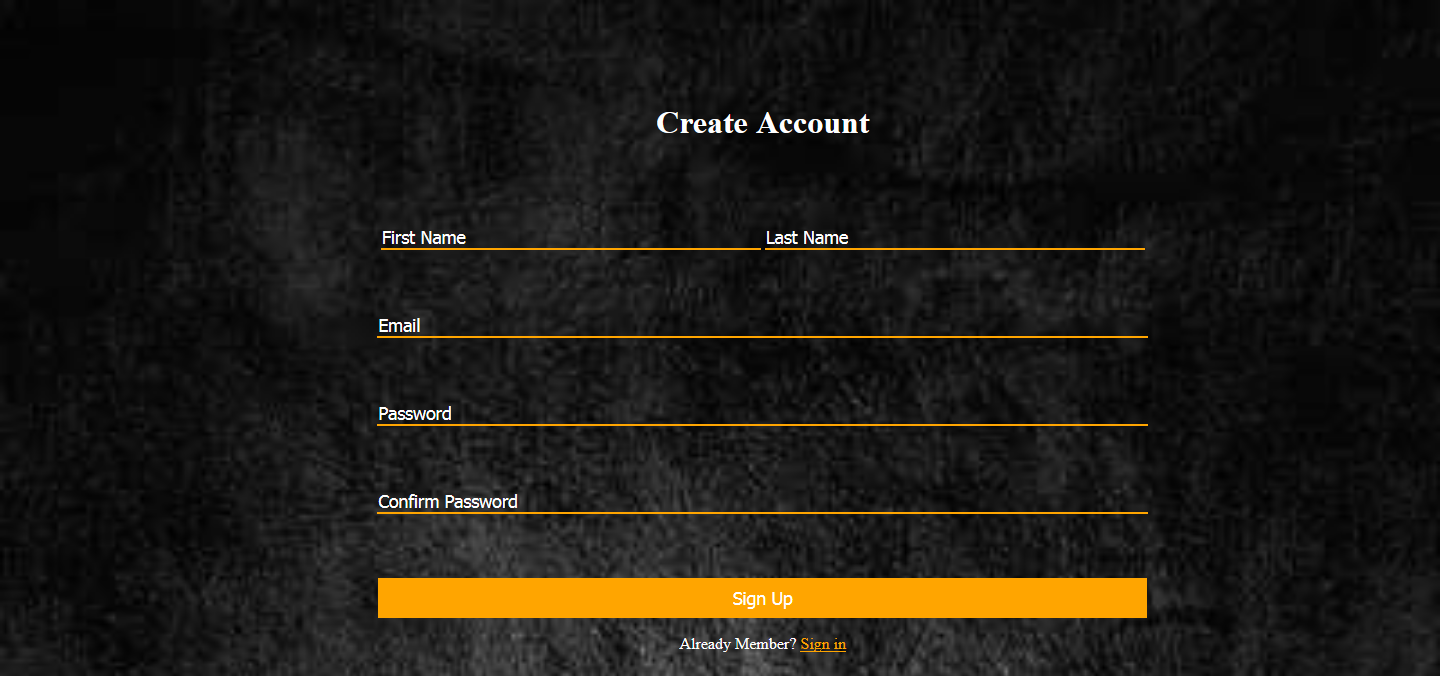 Create Account
First Name Last Name
Email
Password
Confirm Password
Sign Up
Already Member? Sign in